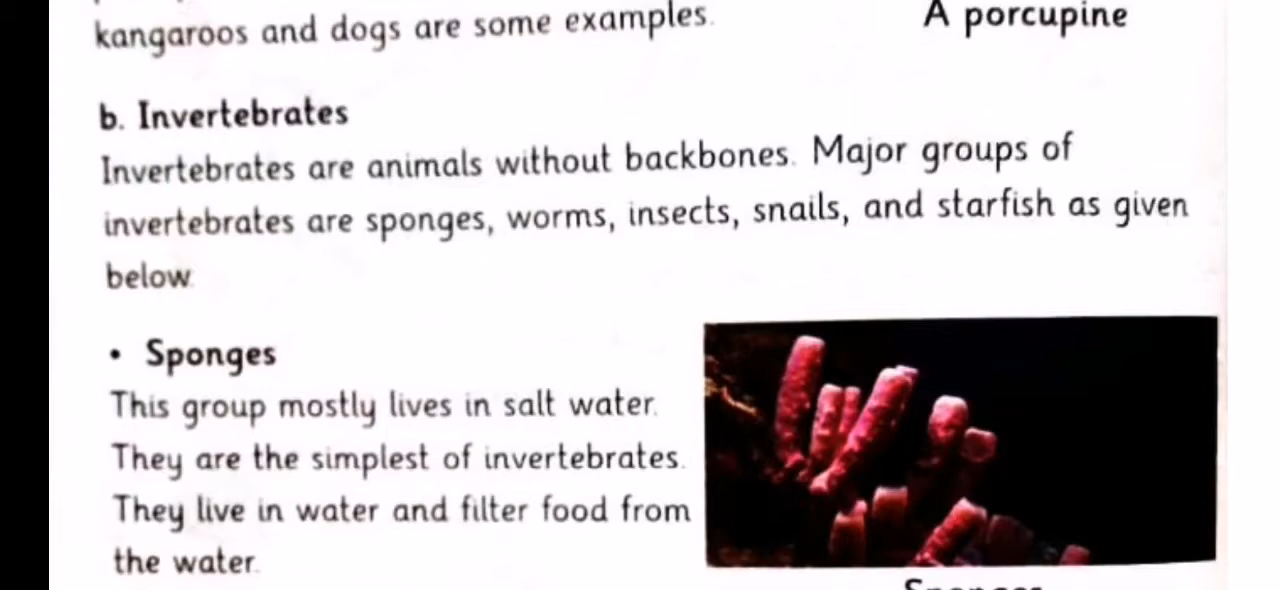 kangaroos and dogs are some examples.
A porcupine
b. Invertebrates
Invertebrates are animals without backbones. Major groups of
invertebrates are sponges, worms, insects, snails, and starfish as given
below.
• Sponges
This group mostly lives in salt water.
They are the simplest of invertebrates.
They live in water and filter food from
the water.